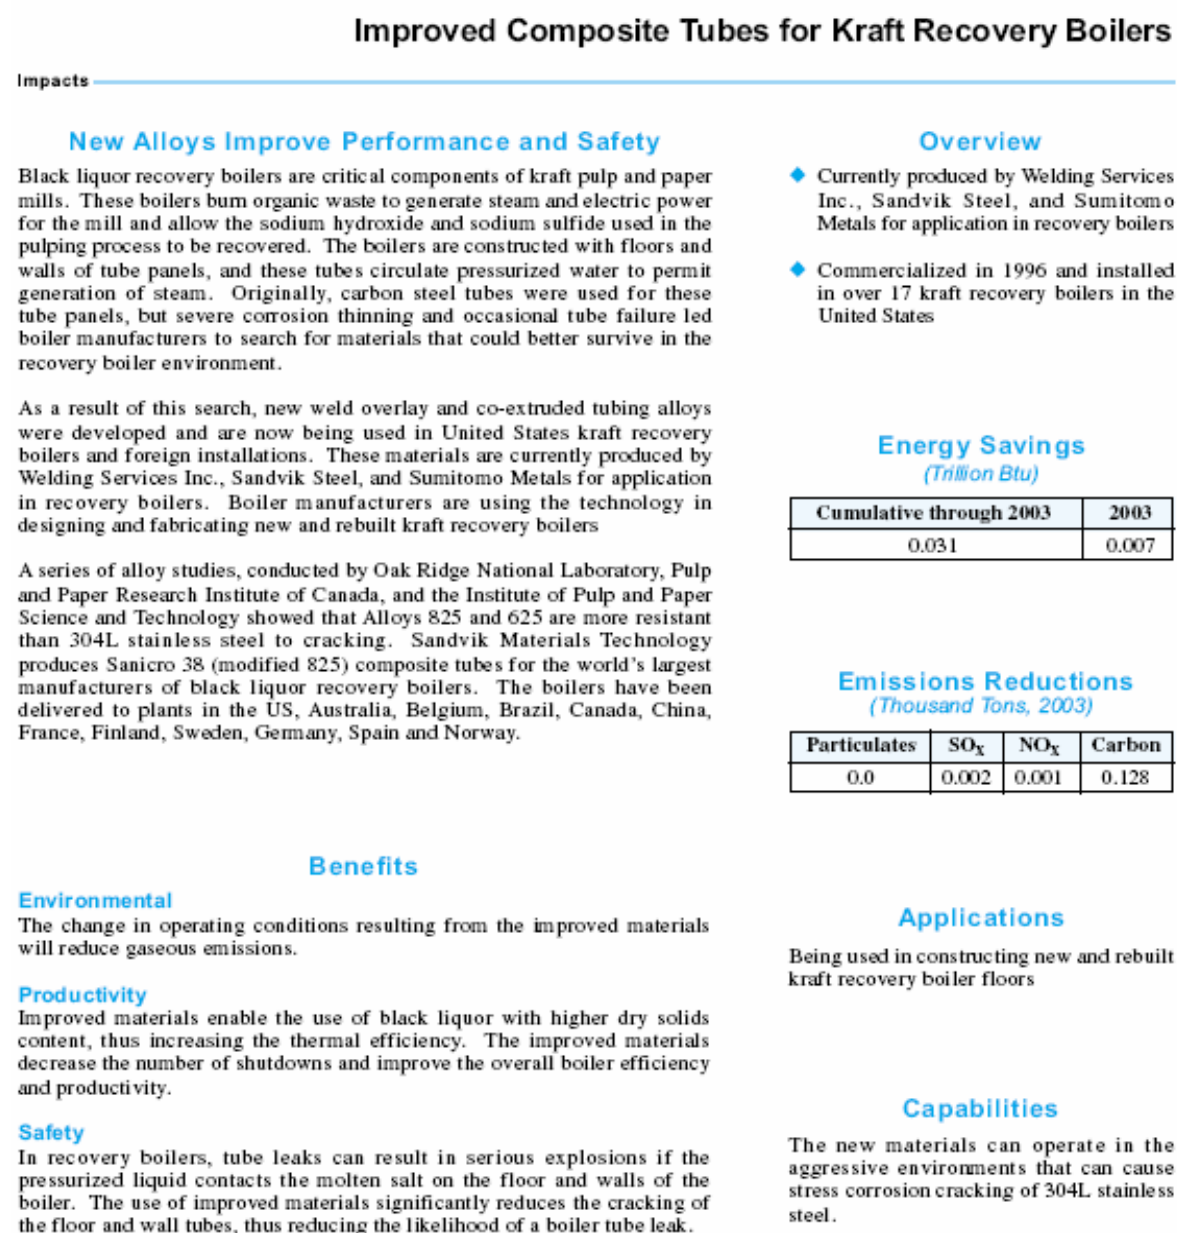 Improved Composite Tubes for Kraft Recovery Boilers
Impacts
New Alloys Improve Performance and Safety
Black liquor recovery boilers are critical components of kraft pulp and paper
mills. These boilers burn organic waste to generate steam and electric power
for the mill and allow the sodium hydroxide and sodium sulfide used in the
pulping process to be recovered. The boilers are constructed with floors and
walls of tube panels, and these tubes circulate pressurized water to permit
generation of steam. Originally, carbon steel tubes were used for these
tube panels, but severe corrosion thinning and occasional tube failure led
boiler manufacturers to search for materials that could better survive in the
recovery boiler environment.
As a result of this search, new weld overlay and co-extruded tubing alloys
were developed and are now being used in United States kraft recovery
boilers and foreign installations. These materials are currently produced by
Welding Services Inc., Sandvik Steel, and Sumitomo Metals for application
in recovery boilers. Boiler manufacturers are using the technology in
designing and fabricating new and rebuilt kraft recovery boilers
A series of alloy studies, conducted by Oak Ridge National Laboratory, Pulp
and Paper Research Institute of Canada, and the Institute of Pulp and Paper
Science and Technology showed that Alloys 825 and 625 are more resistant
than 304L stainless steel to cracking. Sandvik Materials Technology
produces Sanicro 38 (modified 825) composite tubes for the world's largest
manufacturers of black liquor recovery boilers. The boilers have been
delivered to plants in the US, Australia, Belgium, Brazil, Canada, China,
France, Finland, Sweden, Germany, Spain and Norway.
Benefits
Environmental
The change in operating conditions resulting from the improved materials
will reduce gaseous emissions.
Productivity
Improved materials enable the use of black liquor with higher dry solids
content, thus increasing the thermal efficiency. The improved materials
decrease the number of shutdowns and improve the overall boiler efficiency
and productivity.
Safety
In recovery boilers, tube leaks can result in serious explosions if the
pressurized liquid contacts the molten salt on the floor and walls of the
boiler. The use of improved materials significantly reduces the cracking of
the floor and wall tubes, thus reducing the likelihood of a boiler tube leak.
Overview
◆ Currently produced by Welding Services
Inc., Sandvik Steel, and Sumitomo
Metals for application in recovery boilers
◆ Commercialized in 1996 and installed
in over 17 kraft recovery boilers in the
United States
Energy Savings
(Trillion Btu)
Cumulative through 2003 2003
0.031 0.007
Emissions Reductions
(Thousand Tons, 2003)
Particulates SOx NOx Carbon
0.0 0.002 0.001 0.128
Applications
Being used in constructing new and rebuilt
kraft recovery boiler floors
Capabilities
The new materials can operate in the
aggressive environments that can cause
stress corrosion cracking of 304L stainless
steel.